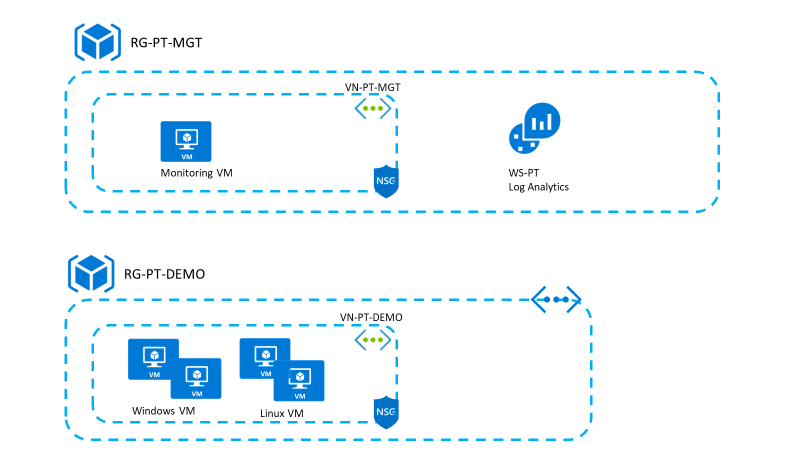 RG-PT-MGT
VN-PT-MGT
VM
Monitoring VM
NSG
WS-PT
Log Analytics
RG-PT-DEMO
VN-PT-DEMO
VM
VM
VM
VM
Windows VM
Linux VM
NSG